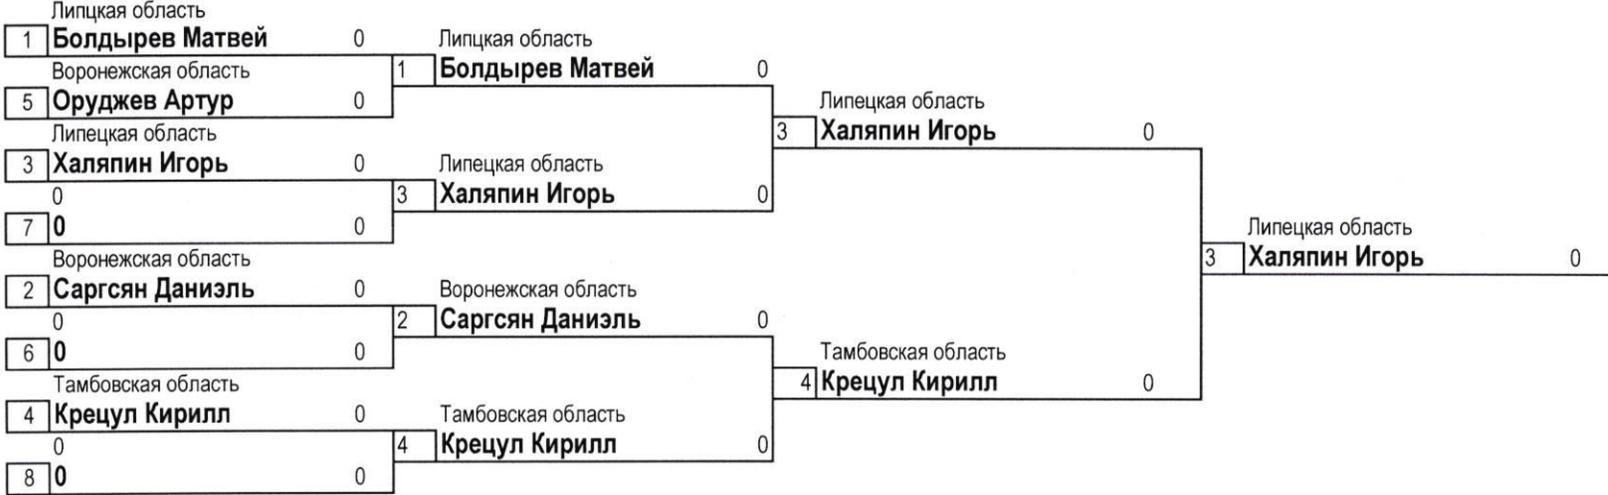 Липцкая область
1 Болдырев Матвей 0
Воронежская область
5 Оруджев Артур 0
Липецкая область
3 Халяпин Игорь 0
0
7 0 0
Воронежская область
2 Саргсян Даниэль 0
0
6 0 0
Тамбовская область
4 Крецул Кирилл 0
0
8 0 0
Липцкая область
1 Болдырев Матвей 0
Липецкая область
3 Халяпин Игорь 0
Воронежская область
2 Саргсян Даниэль 0
Тамбовская область
4 Крецул Кирилл 0
Липецкая область
3 Халяпин Игорь 0
Тамбовская область
4 Крецул Кирилл 0
Липецкая область
3 Халяпин Игорь 0